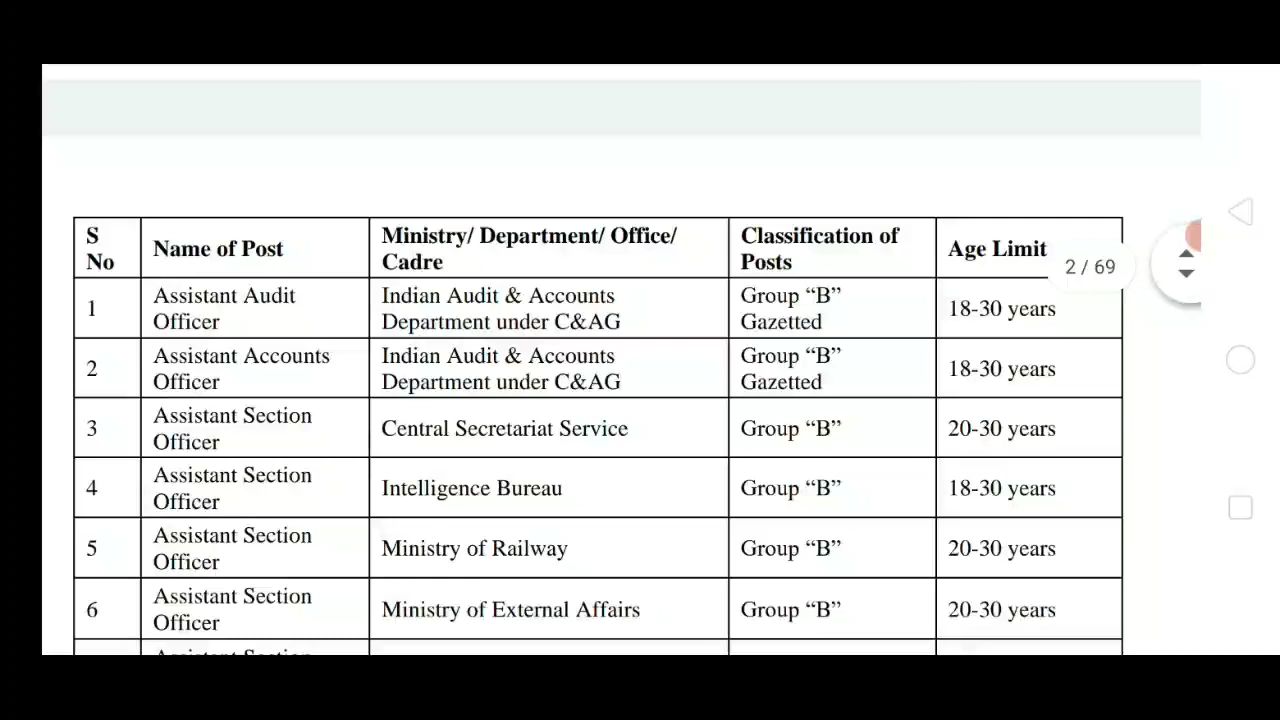 S No Name of Post Ministry/ Department/ Office/ Cadre Classification of Posts Age Limit
2 / 69
1 Assistant Audit Officer Indian Audit & Accounts Department under C&AG Group “B” Gazetted 18-30 years
2 Assistant Accounts Officer Indian Audit & Accounts Department under C&AG Group “B” Gazetted 18-30 years
3 Assistant Section Officer Central Secretariat Service Group “B” 20-30 years
4 Assistant Section Officer Intelligence Bureau Group “B” 18-30 years
5 Assistant Section Officer Ministry of Railway Group “B” 20-30 years
6 Assistant Section Officer Ministry of External Affairs Group “B” 20-30 years